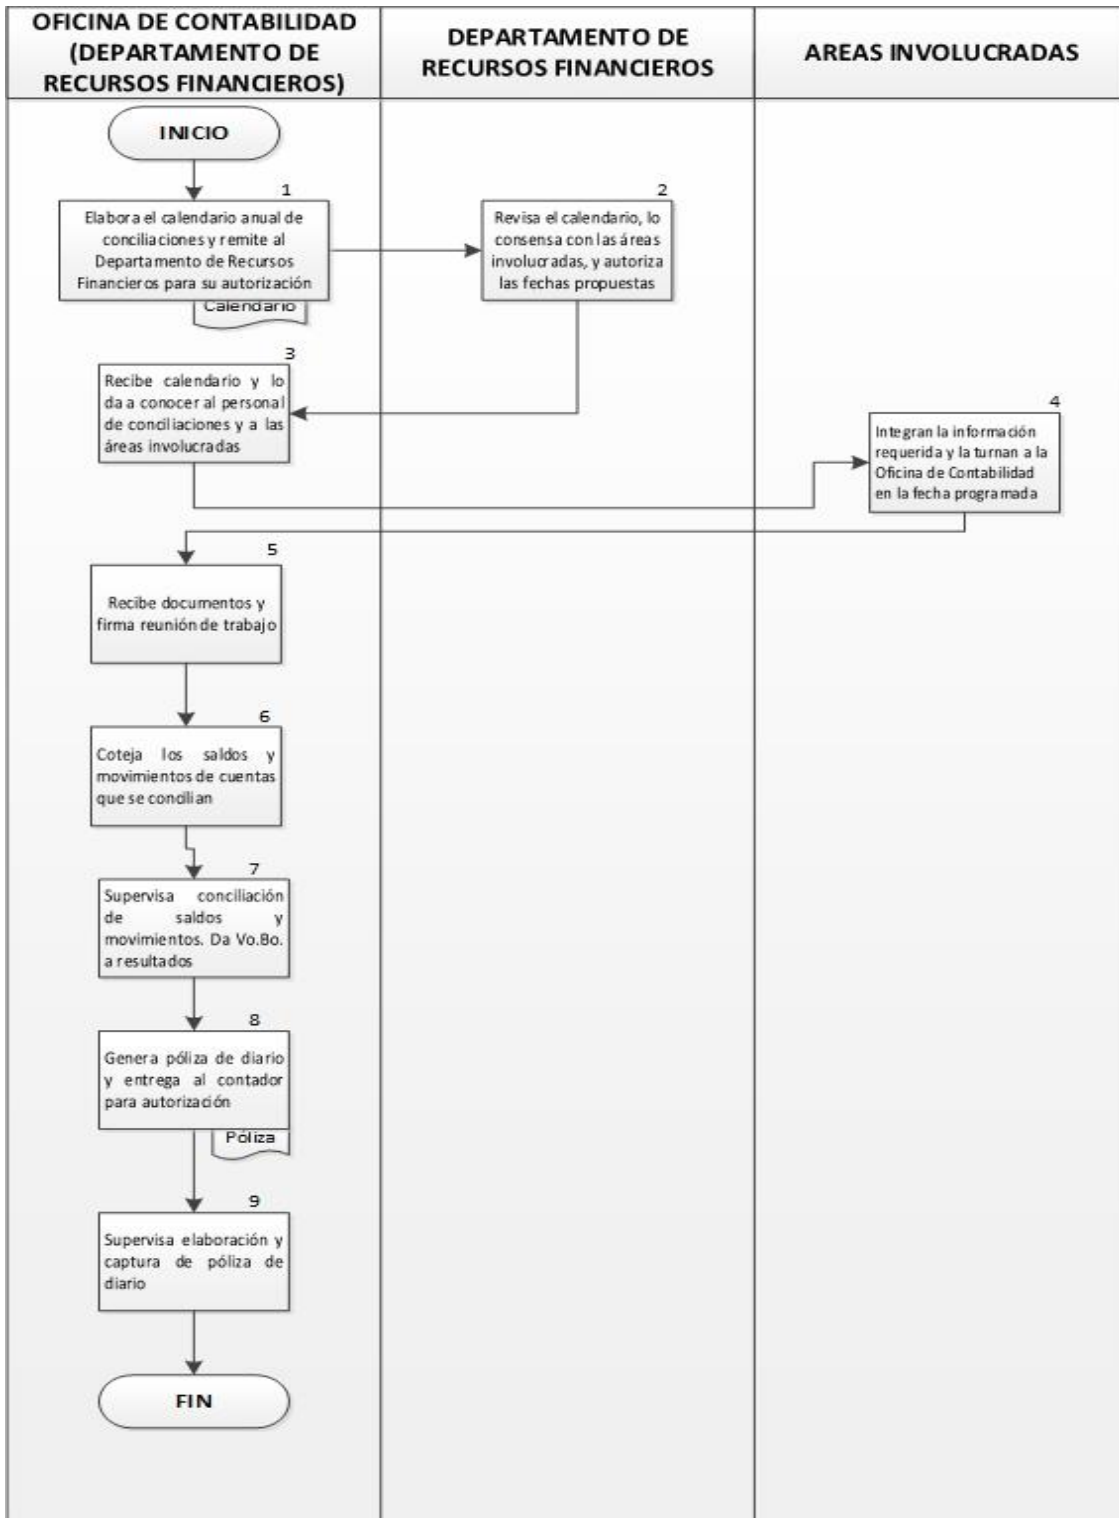 OFICINA DE CONTABILIDAD
(DEPARTAMENTO DE
RECURSOS FINANCIEROS)
DEPARTAMENTO DE
RECURSOS FINANCIEROS
AREAS INVOLUCRADAS
INICIO
1
Elabora el calendario anual de
conciliaciones y remite al
Departamento de Recursos
Financieros para su autorización
Calendario
2
Revisa el calendario, lo
consensa con las áreas
involucradas, y autoriza
las fechas propuestas
3
Recibe calendario y lo
da a conocer al personal
de conciliaciones y a las
áreas involucradas
4
Integran la información
requerida y la turnan a la
Oficina de Contabilidad
en la fecha programada
5
Recibe documentos y
firma reunión de trabajo
6
Coteja los saldos y
movimientos de cuentas
que se concilian
7
Supervisa conciliación
de saldos y
movimientos. Da Vo.Bo.
a resultados
8
Genera póliza de diario
y entrega al contador
para autorización
Póliza
9
Supervisa elaboración y
captura de póliza de
diario
FIN